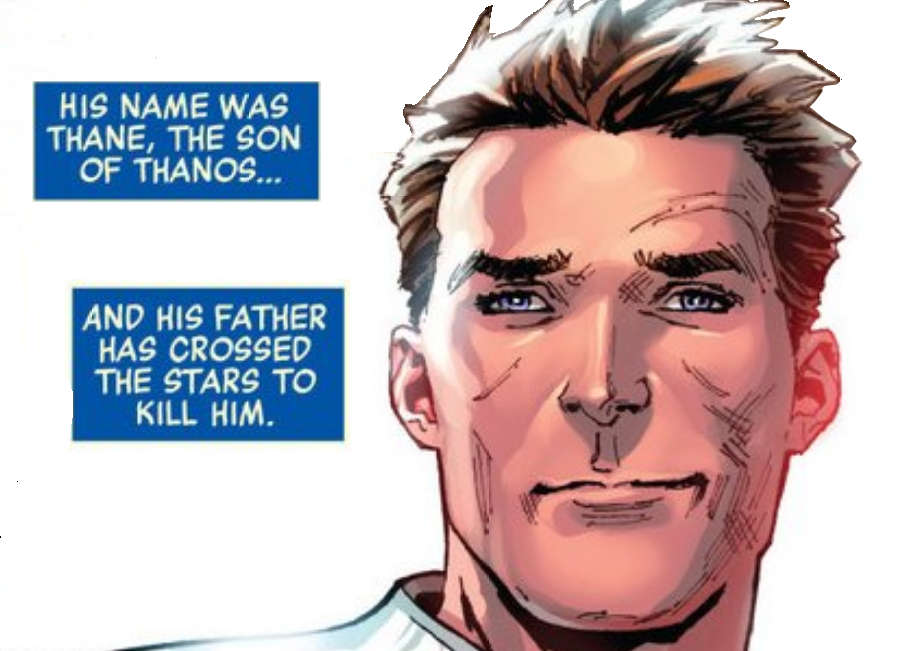 HIS NAME WAS
THANE, THE SON
OF THANOS...
AND HIS FATHER
HAS CROSSED
THE STARS TO
KILL HIM.